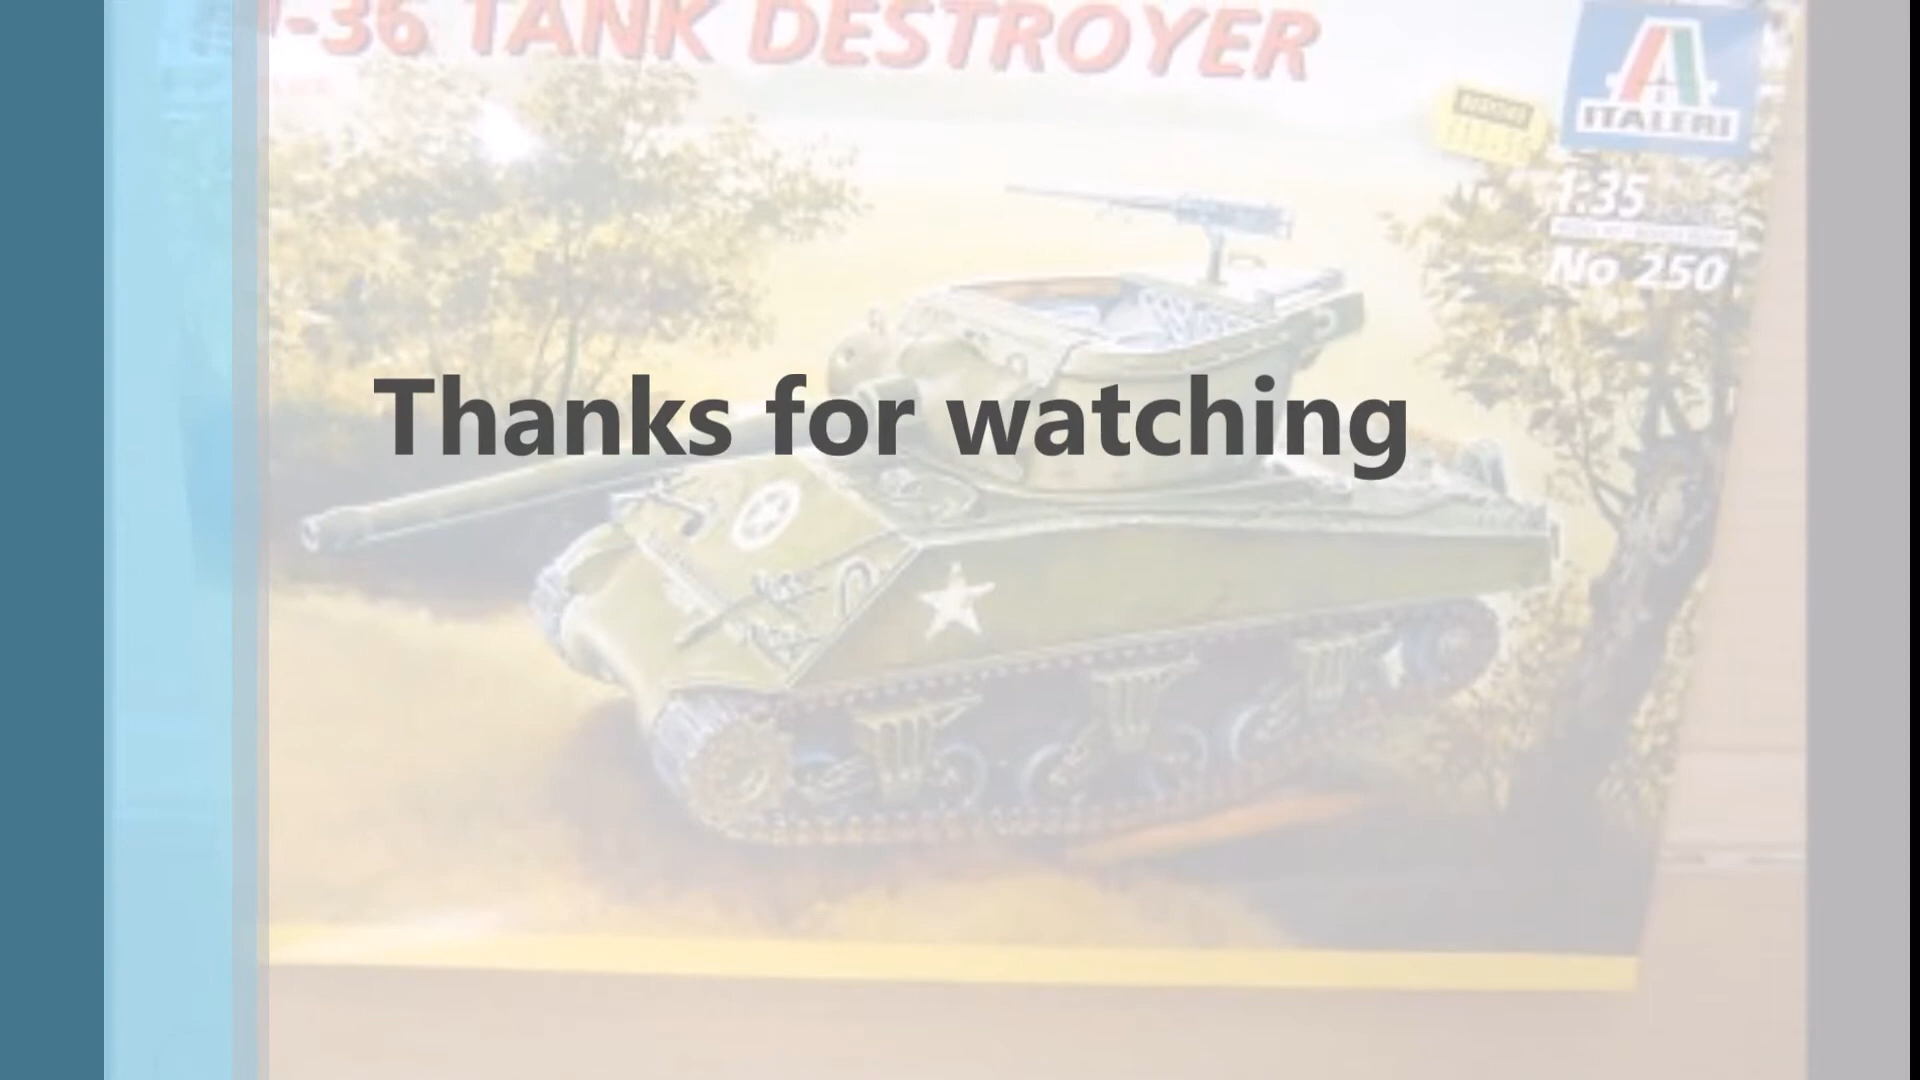 -36 TANK DESTROYER
ITALERI
1:35
No 250
Thanks for watching